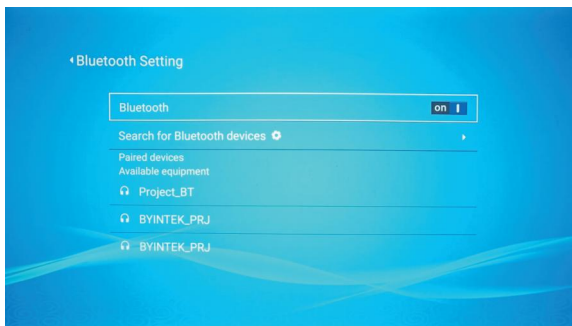 Bluetooth Setting
Bluetooth on
Search for Bluetooth devices
Paired devices
Available equipment
Project_BT
BYINTEK_PRJ
BYINTEK_PRJ